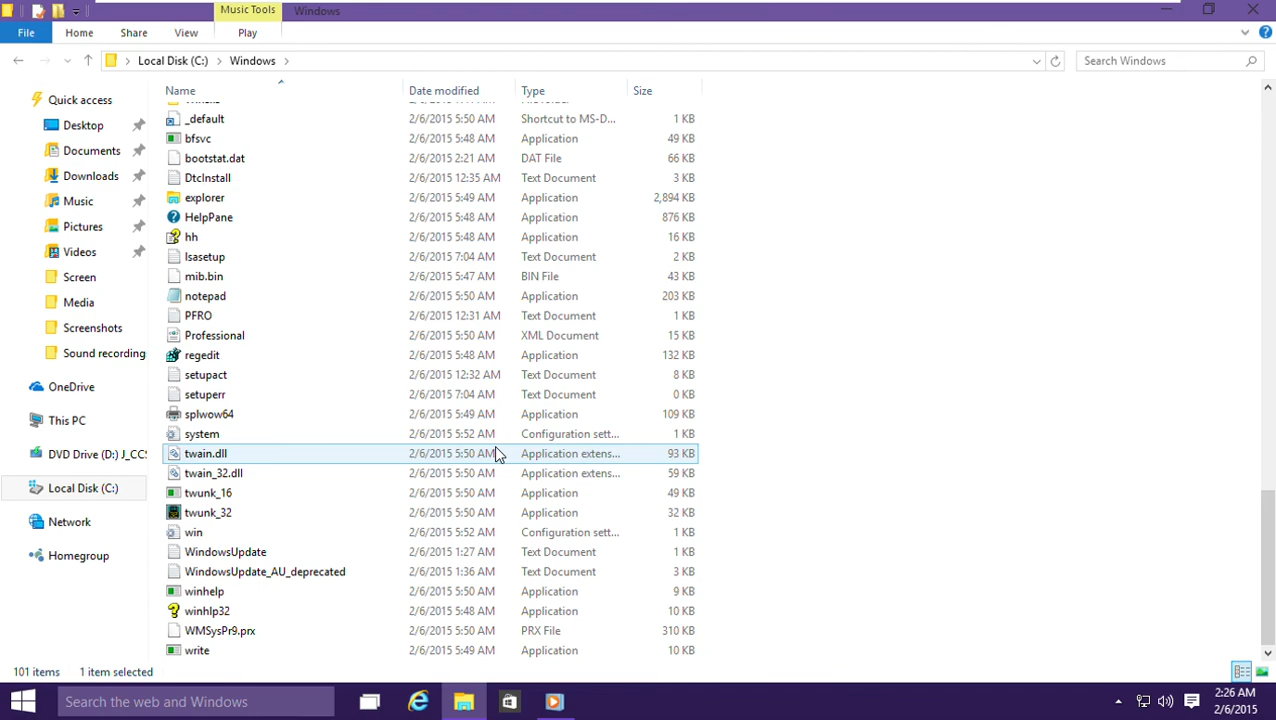 Music Tools
Windows
File
Home
Share
View
Play
Local Disk (C:)
Windows
Search Windows
Name
Date modified
Type
Size
Quick access
Desktop
Documents
Downloads
Music
Pictures
Videos
Screen
Media
Screenshots
Sound recording
OneDrive
This PC
DVD Drive (D:) J_CCS
Local Disk (C:)
Network
Homegroup
_default 2/6/2015 5:50 AM Shortcut to MS-D... 1 KB
bfsvc 2/6/2015 5:48 AM Application 49 KB
bootstat.dat 2/6/2015 2:21 AM DAT File 66 KB
DtcInstall 2/6/2015 12:35 AM Text Document 3 KB
explorer 2/6/2015 5:49 AM Application 2,894 KB
HelpPane 2/6/2015 5:48 AM Application 876 KB
hh 2/6/2015 5:48 AM Application 16 KB
lsasetup 2/6/2015 7:04 AM Text Document 2 KB
mib.bin 2/6/2015 5:47 AM BIN File 43 KB
notepad 2/6/2015 5:50 AM Application 203 KB
PFRO 2/6/2015 12:31 AM Text Document 1 KB
Professional 2/6/2015 5:50 AM XML Document 15 KB
regedit 2/6/2015 5:48 AM Application 132 KB
setupact 2/6/2015 12:32 AM Text Document 8 KB
setuperr 2/6/2015 7:04 AM Text Document 0 KB
splwow64 2/6/2015 5:49 AM Application 109 KB
system 2/6/2015 5:52 AM Configuration sett... 1 KB
twain.dll 2/6/2015 5:50 AM Application extens... 93 KB
twain_32.dll 2/6/2015 5:50 AM Application extens... 59 KB
twunk_16 2/6/2015 5:50 AM Application 49 KB
twunk_32 2/6/2015 5:50 AM Application 32 KB
win 2/6/2015 5:52 AM Configuration sett... 1 KB
WindowsUpdate 2/6/2015 1:27 AM Text Document 1 KB
WindowsUpdate_AU_deprecated 2/6/2015 1:36 AM Text Document 3 KB
winhelp 2/6/2015 5:50 AM Application 9 KB
winhlp32 2/6/2015 5:48 AM Application 10 KB
WMSysPr9.prx 2/6/2015 5:50 AM PRX File 310 KB
write 2/6/2015 5:49 AM Application 10 KB
101 items
1 item selected
Search the web and Windows
2:26 AM
2/6/2015